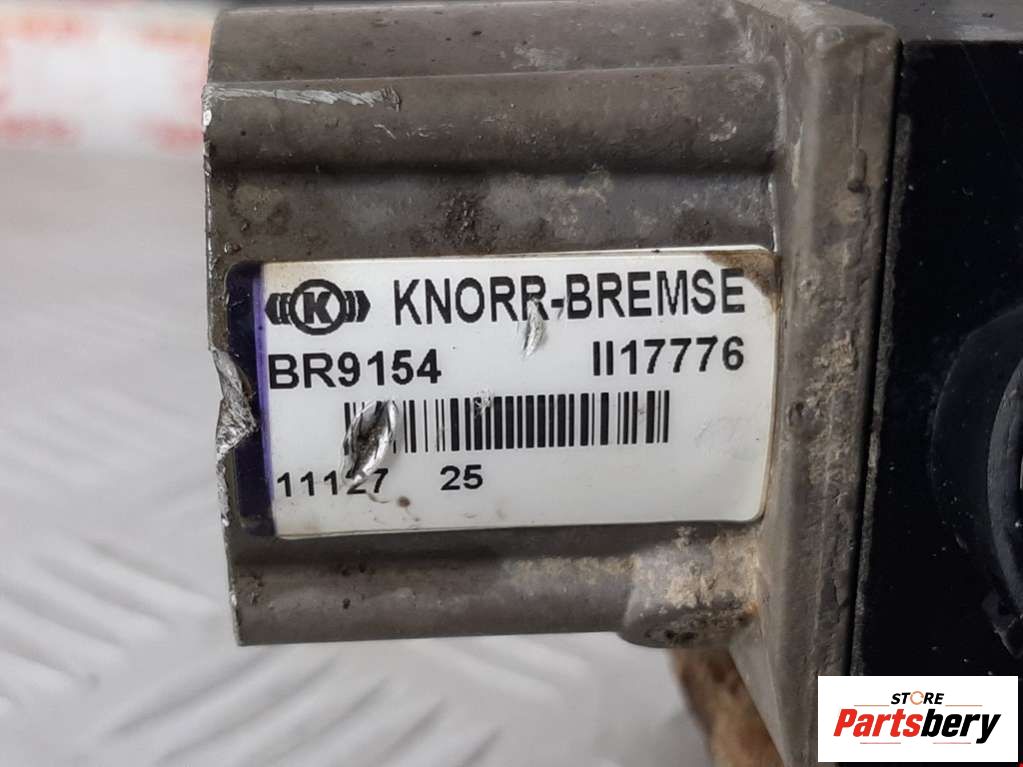 K KNORR-BREMSE
BR9154 II17776
11127 25
STORE
Partsbery